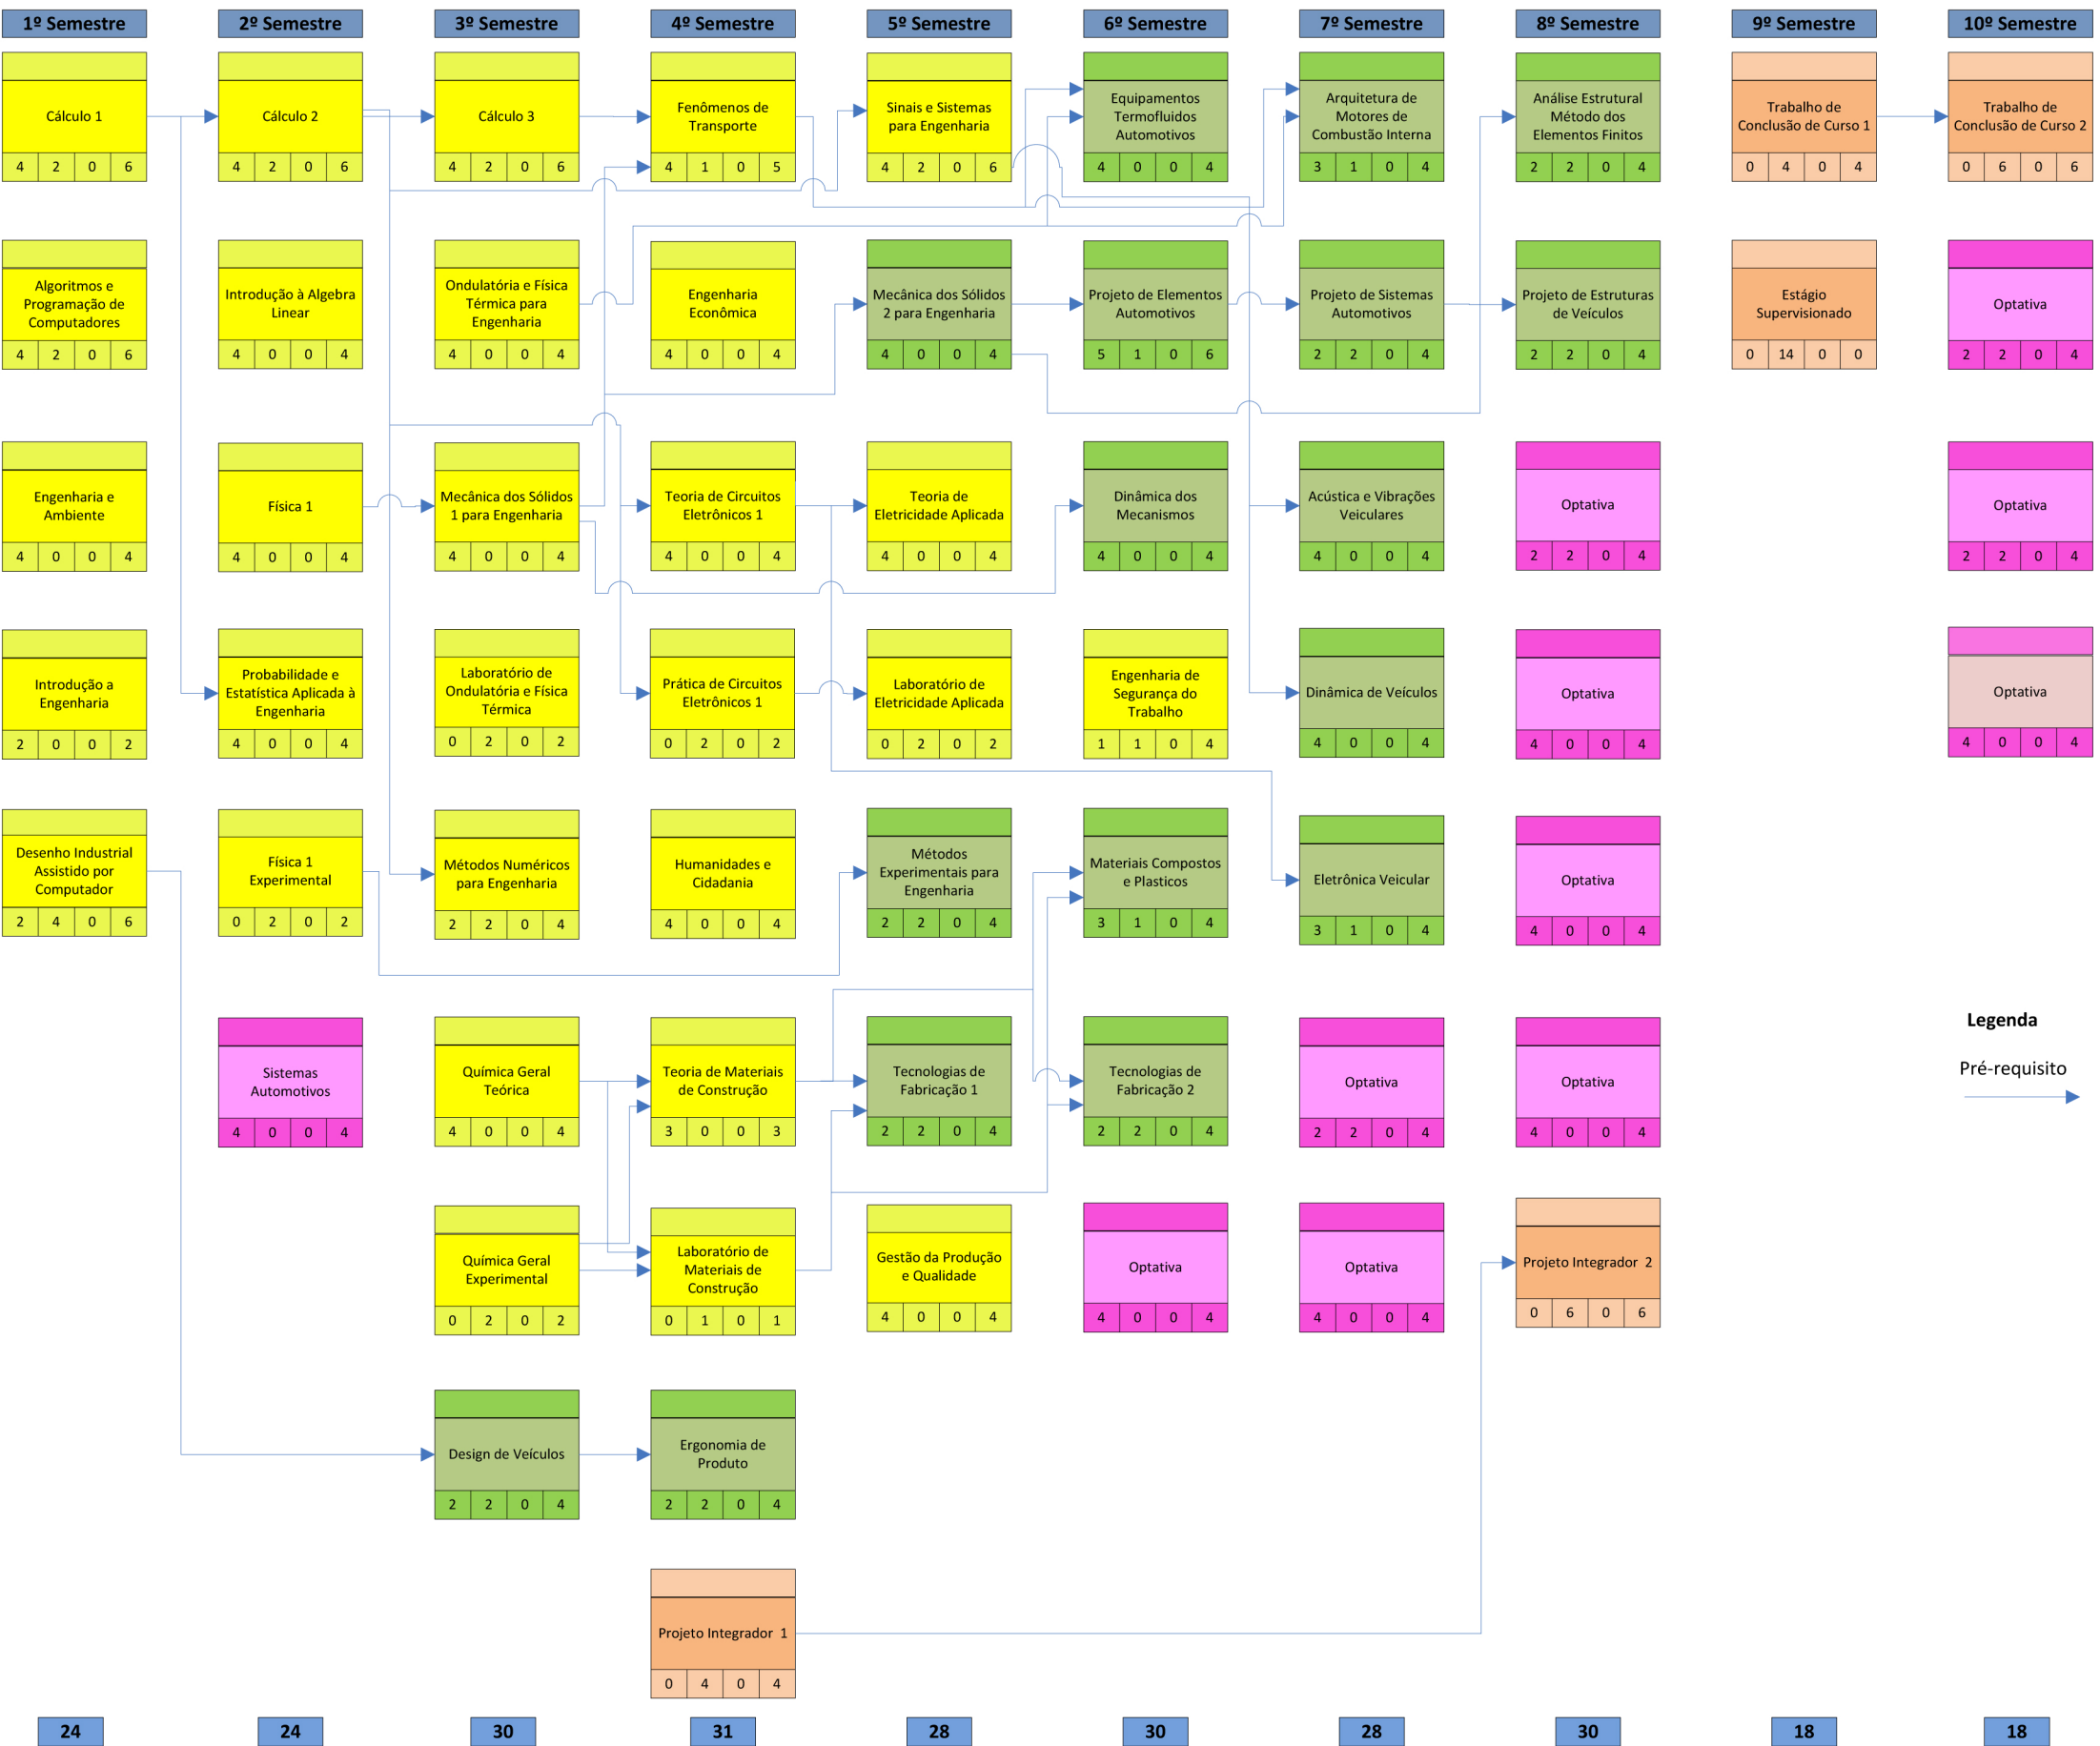 1º Semestre
2º Semestre
3º Semestre
4º Semestre
5º Semestre
6º Semestre
7º Semestre
8º Semestre
9º Semestre
10º Semestre
Cálculo 1
4 2 0 6
Cálculo 2
4 2 0 6
Cálculo 3
4 2 0 6
Fenômenos de
Transporte
4 1 0 5
Sinais e Sistemas
para Engenharia
4 2 0 6
Equipamentos
Termofluidos
Automotivos
4 0 0 4
Arquitetura de
Motores de
Combustão Interna
3 1 0 4
Análise Estrutural
Método dos
Elementos Finitos
2 2 0 4
Trabalho de
Conclusão de Curso 1
0 4 0 4
Trabalho de
Conclusão de Curso 2
0 6 0 6
Algoritmos e
Programação de
Computadores
4 2 0 6
Introdução à Algebra
Linear
4 0 0 4
Ondulatória e Física
Térmica para
Engenharia
4 0 0 4
Engenharia
Econômica
4 0 0 4
Mecânica dos Sólidos
2 para Engenharia
4 0 0 4
Projeto de Elementos
Automotivos
5 1 0 6
Projeto de Sistemas
Automotivos
2 2 0 4
Projeto de Estruturas
de Veículos
2 2 0 4
Estágio
Supervisionado
0 14 0 0
Optativa
2 2 0 4
Engenharia e
Ambiente
4 0 0 4
Física 1
4 0 0 4
Mecânica dos Sólidos
1 para Engenharia
4 0 0 4
Teoria de Circuitos
Eletrônicos 1
4 0 0 4
Teoria de
Eletricidade Aplicada
4 0 0 4
Dinâmica dos
Mecanismos
4 0 0 4
Acústica e Vibrações
Veiculares
4 0 0 4
Optativa
2 2 0 4
Optativa
2 2 0 4
Introdução a
Engenharia
2 0 0 2
Probabilidade e
Estatística Aplicada à
Engenharia
4 0 0 4
Laboratório de
Ondulatória e Física
Térmica
0 2 0 2
Prática de Circuitos
Eletrônicos 1
0 2 0 2
Laboratório de
Eletricidade Aplicada
0 2 0 2
Engenharia de
Segurança do
Trabalho
1 1 0 4
Dinâmica de Veículos
4 0 0 4
Optativa
4 0 0 4
Optativa
4 0 0 4
Desenho Industrial
Assistido por
Computador
2 4 0 6
Física 1
Experimental
0 2 0 2
Métodos Numéricos
para Engenharia
2 2 0 4
Humanidades e
Cidadania
4 0 0 4
Métodos
Experimentais para
Engenharia
2 2 0 4
Materiais Compostos
e Plasticos
3 1 0 4
Eletrônica Veicular
3 1 0 4
Optativa
4 0 0 4
Sistemas
Automotivos
4 0 0 4
Química Geral
Teórica
4 0 0 4
Teoria de Materiais
de Construção
3 0 0 3
Tecnologias de
Fabricação 1
2 2 0 4
Tecnologias de
Fabricação 2
2 2 0 4
Optativa
2 2 0 4
Optativa
4 0 0 4
Legenda
Pré-requisito
Química Geral
Experimental
0 2 0 2
Laboratório de
Materiais de
Construção
0 1 0 1
Gestão da Produção
e Qualidade
4 0 0 4
Optativa
4 0 0 4
Optativa
4 0 0 4
Projeto Integrador 2
0 6 0 6
Design de Veículos
2 2 0 4
Ergonomia de
Produto
2 2 0 4
Projeto Integrador 1
0 4 0 4
24
24
30
31
28
30
28
30
18
18